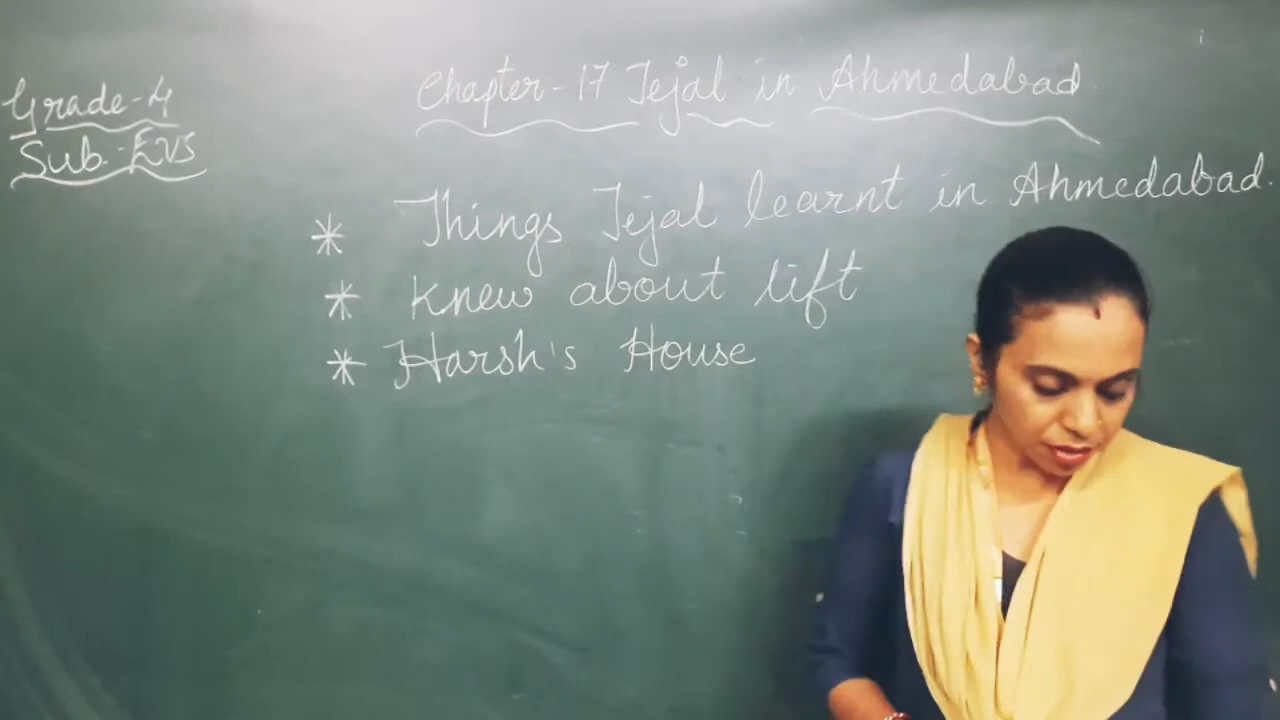 Grade-4
Sub-EVS
Chapter-17 Tejal in Ahmedabad.
* Things Tejal learnt in Ahmedabad.
* Knew about lift
* Harsh's House